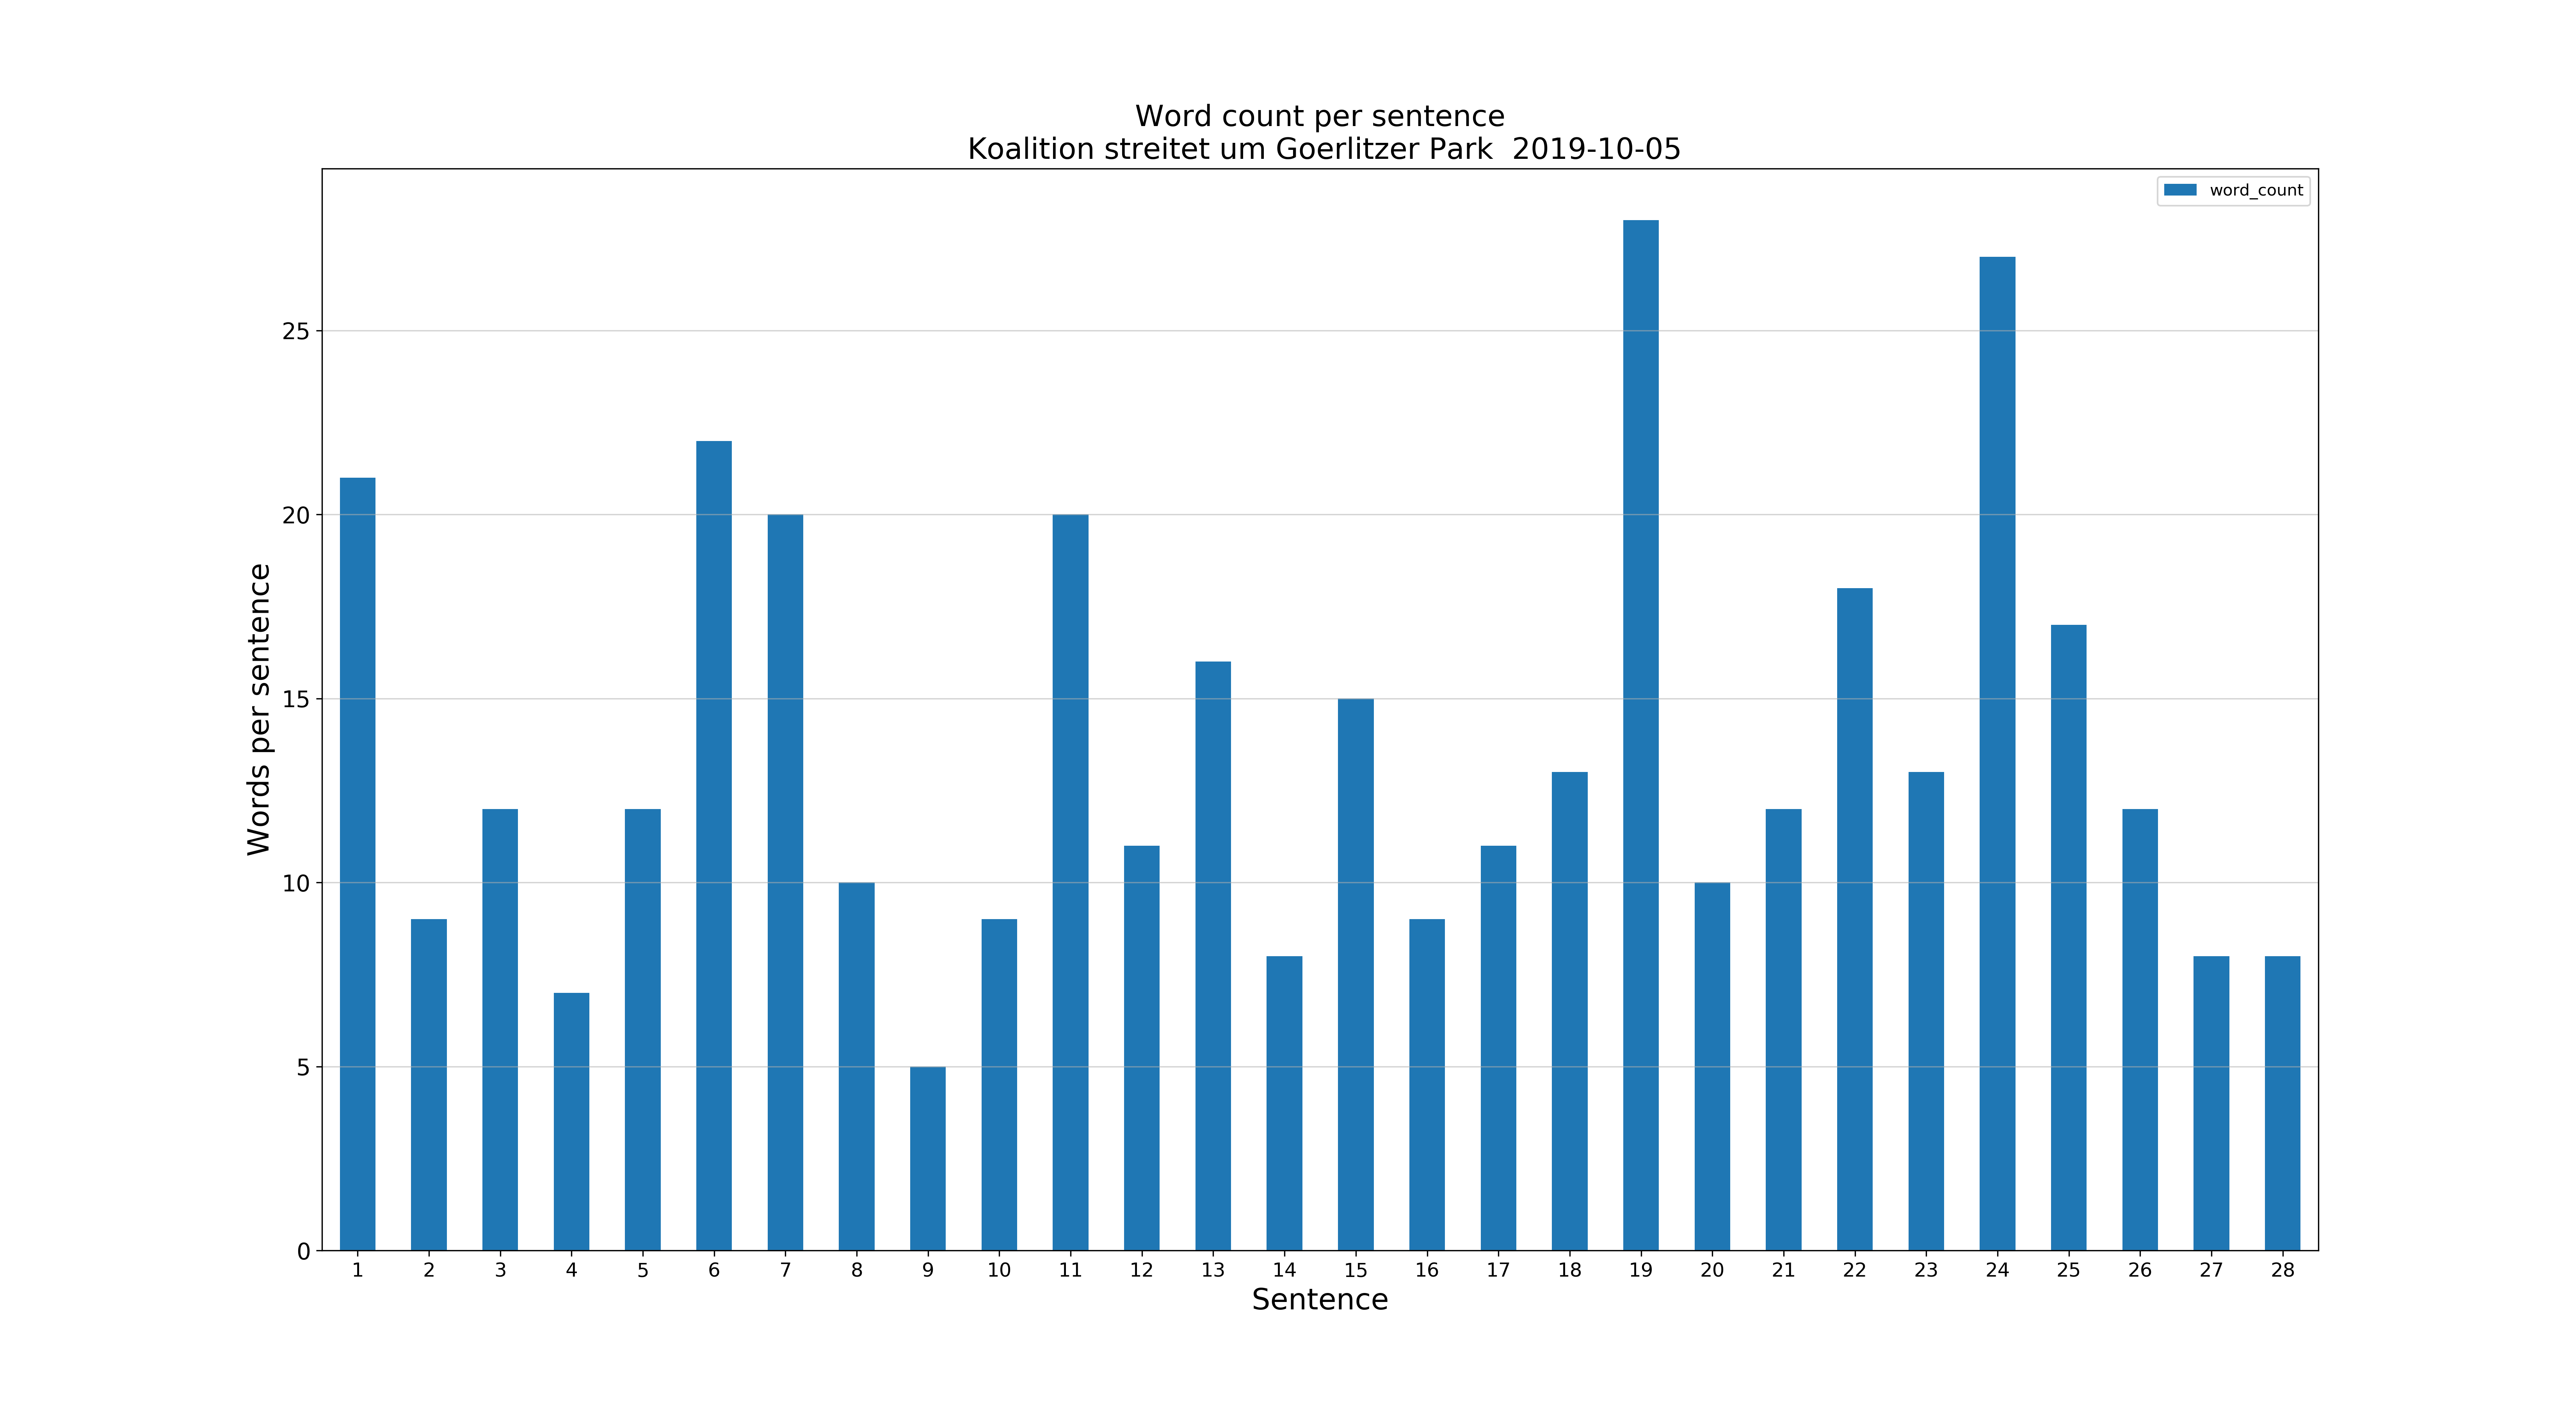 Word count per sentence
Koalition streitet um Goerlitzer Park  2019-10-05
word_count
25
20
15
10
5
0
Words per sentence
1 2 3 4 5 6 7 8 9 10 11 12 13 14 15 16 17 18 19 20 21 22 23 24 25 26 27 28
Sentence